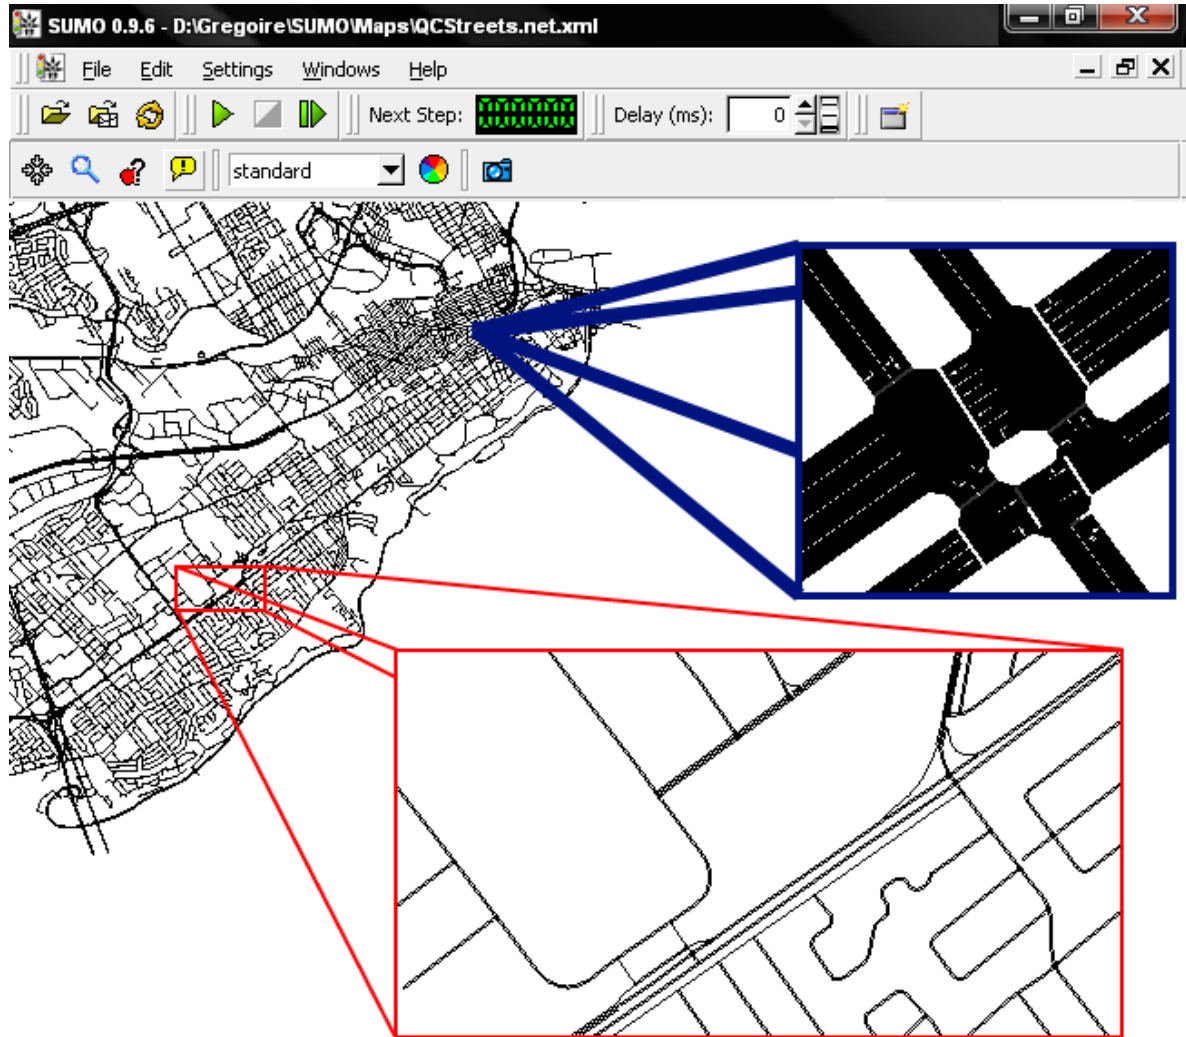 SUMO 0.9.6 - D:\Gregoire\SUMO\Maps\QCStreets.net.xml
File Edit Settings Windows Help
Next Step: Delay (ms): 0
standard